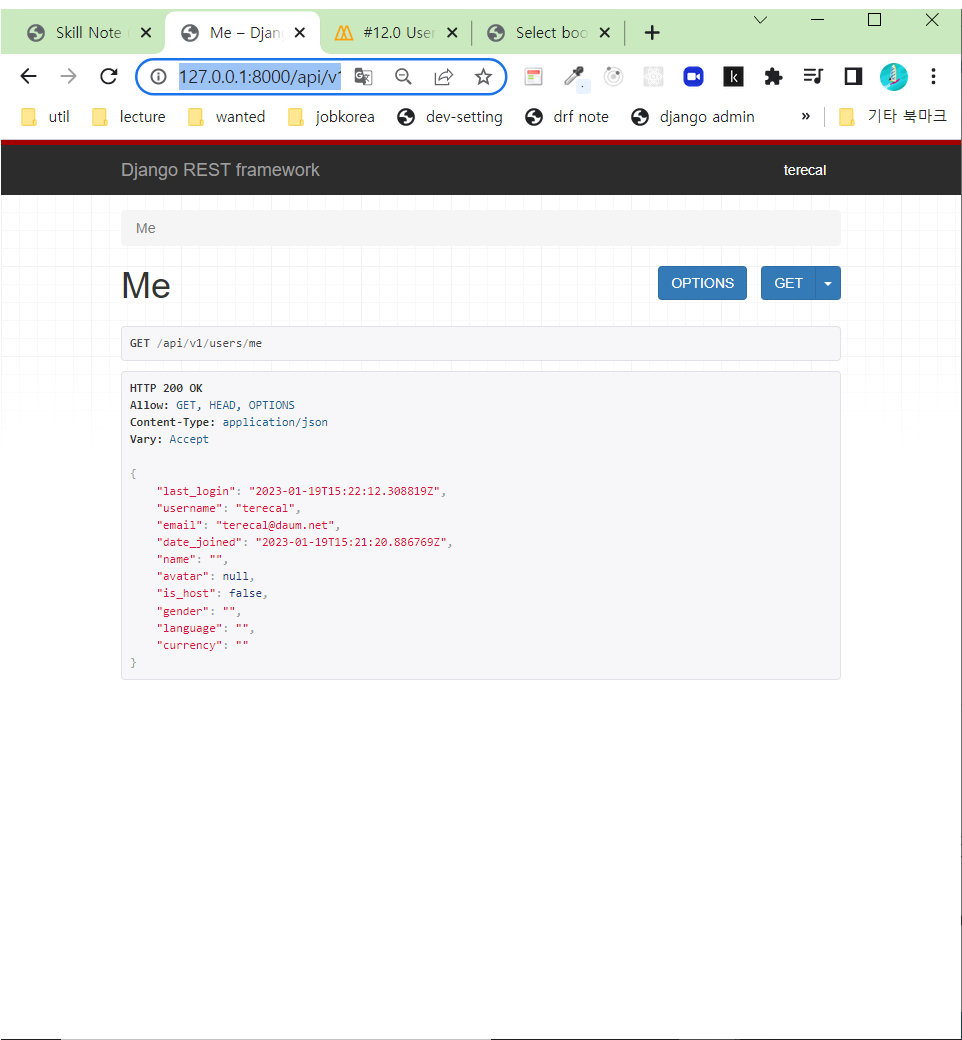 Skill Note
Me – Djan
#12.0 User
Select boo
127.0.0.1:8000/api/v1
util
lecture
wanted
jobkorea
dev-setting
drf note
django admin
»
기타 북마크
Django REST framework
terecal
Me
Me
OPTIONS
GET
GET /api/v1/users/me
HTTP 200 OK
Allow: GET, HEAD, OPTIONS
Content-Type: application/json
Vary: Accept
{
"last_login": "2023-01-19T15:22:12.308819Z",
"username": "terecal",
"email": "terecal@daum.net",
"date_joined": "2023-01-19T15:21:20.886769Z",
"name": "",
"avatar": null,
"is_host": false,
"gender": "",
"language": "",
"currency": ""
}